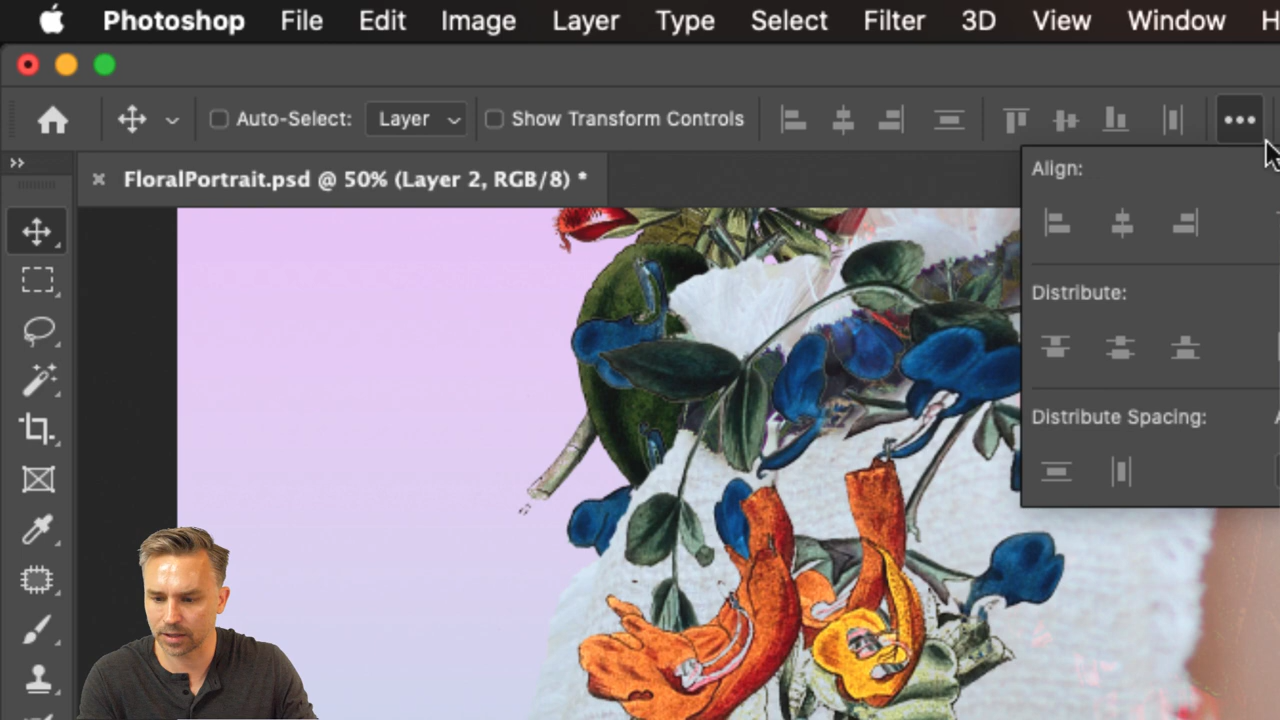 Photoshop File Edit Image Layer Type Select Filter 3D View Window H
Auto-Select: Layer Show Transform Controls
FloralPortrait.psd @ 50% (Layer 2, RGB/8) *
Align:
Distribute:
Distribute Spacing: